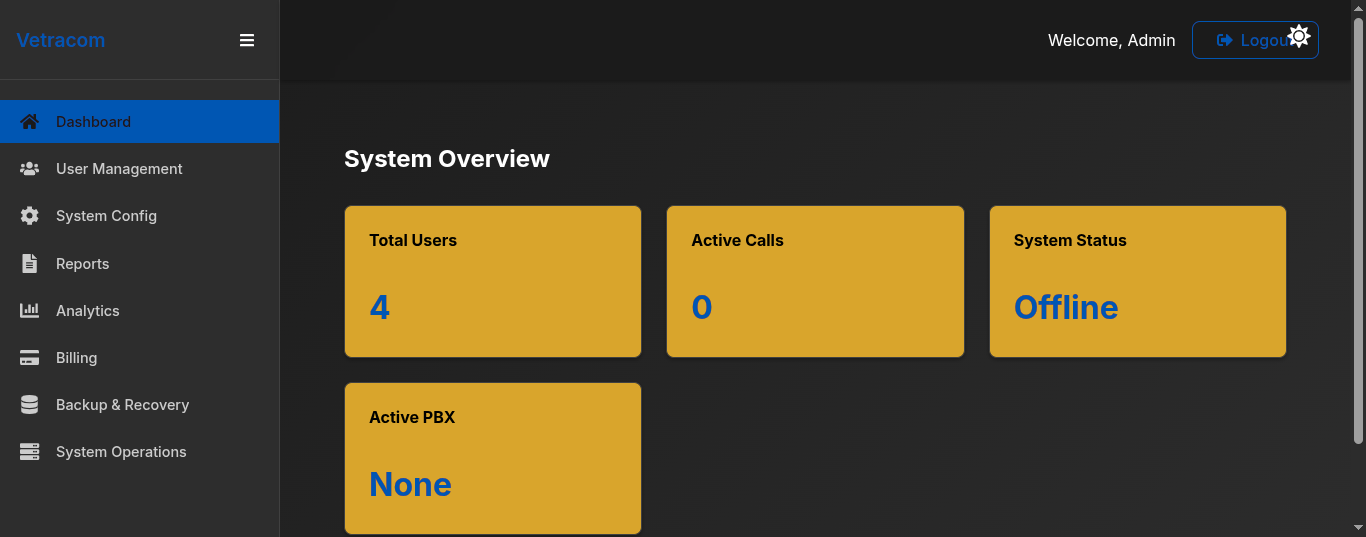 Vetracom
Welcome, Admin
Logou
Dashboard
User Management
System Config
Reports
Analytics
Billing
Backup & Recovery
System Operations
System Overview
Total Users
4
Active Calls
0
System Status
Offline
Active PBX
None